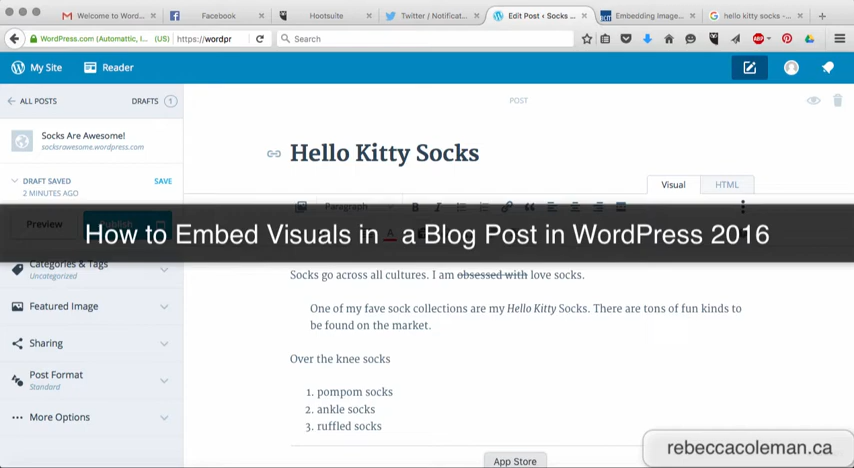 Welcome to Word...
Facebook
Hootsuite
Twitter / Notificat...
Edit Post ‹ Socks ...
Embedding Image...
hello kitty socks -...
WordPress.com (Automattic, I... (US)
https://wordpr
Search
ABP
My Site
Reader
ALL POSTS
DRAFTS 1
POST
Socks Are Awesome!
socksrawesome.wordpress.com
Hello Kitty Socks
DRAFT SAVED
SAVE
2 MINUTES AGO
Visual
HTML
Preview
Publish
Paragraph
How to Embed Visuals in a Blog Post in WordPress 2016
Categories & Tags
Uncategorized
Socks go across all cultures. I am obsessed with love socks.
Featured Image
One of my fave sock collections are my Hello Kitty Socks. There are tons of fun kinds to
be found on the market.
Sharing
Over the knee socks
Post Format
Standard
1. pompom socks
2. ankle socks
3. ruffled socks
More Options
rebeccacoleman.ca
App Store